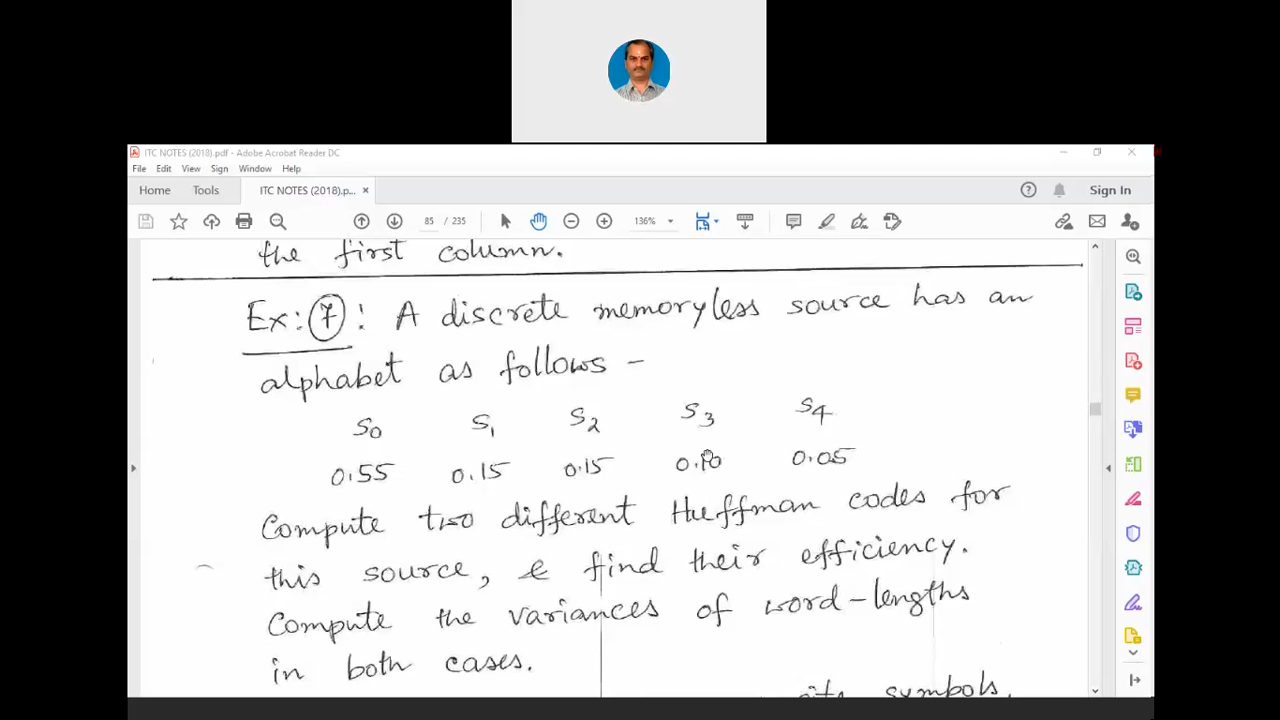 ITC NOTES (2018).pdf - Adobe Acrobat Reader DC
File Edit View Sign Window Help
Home Tools ITC NOTES (2018).p... × Sign In
85 / 235 136%
the first column.
Ex: 7 : A discrete memoryless source has an
alphabet as follows -
S0 S1 S2 S3 S4
0.55 0.15 0.15 0.10 0.05
Compute two different Huffman codes for
this source, & find their efficiency.
Compute the variances of word-lengths
in both cases.
symbols.